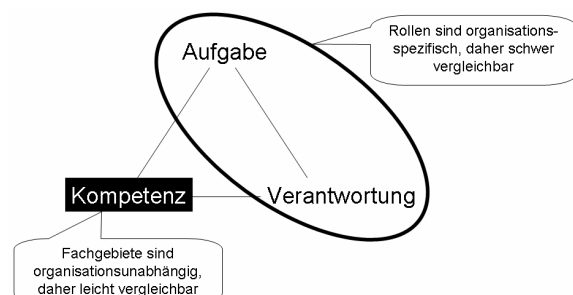 Rollen sind organisations-
spezifisch, daher schwer
vergleichbar
Aufgabe
Kompetenz
Verantwortung
Fachgebiete sind
organisationsunabhängig,
daher leicht vergleichbar